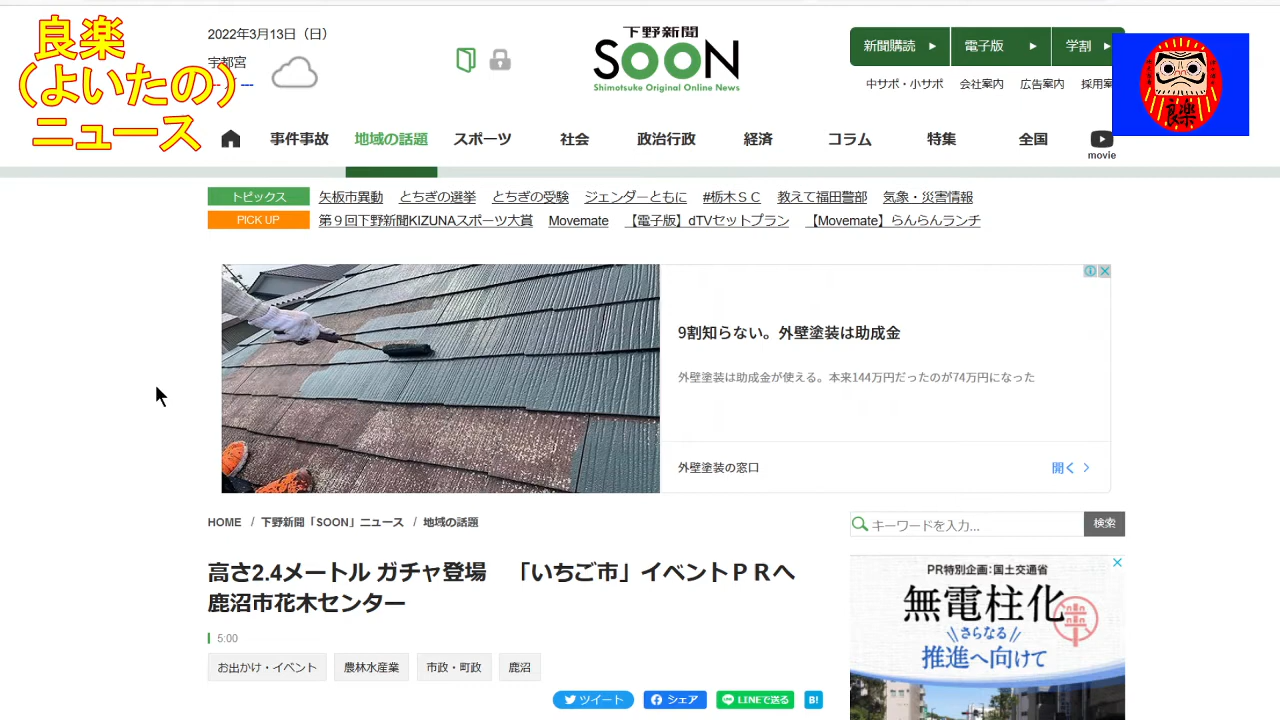 良楽
（よいたの）
ニュース
2022年3月13日（日）
宇都宮
-- / ---
下野新聞
SOON
Shimotsuke Original Online News
新聞購読 ▶ 電子版 ▶ 学割 ▶
中サポ・小サポ 会社案内 広告案内 採用案
良楽
事件事故 地域の話題 スポーツ 社会 政治行政 経済 コラム 特集 全国 movie
トピックス 矢板市異動 とちぎの選挙 とちぎの受験 ジェンダーともに #栃木ＳＣ 教えて福田警部 気象・災害情報
PICK UP 第９回下野新聞KIZUNAスポーツ大賞 Movemate 【電子版】dTVセットプラン 【Movemate】らんらんランチ
9割知らない。外壁塗装は助成金
外壁塗装は助成金が使える。本来144万円だったのが74万円になった
外壁塗装の窓口 開く
HOME / 下野新聞「SOON」ニュース / 地域の話題
キーワードを入力... 検索
高さ2.4メートル ガチャ登場　「いちご市」イベントＰＲへ
鹿沼市花木センター
5:00
お出かけ・イベント 農林水産業 市政・町政 鹿沼
ツイート シェア LINEで送る B!
PR特別企画:国土交通省
無電柱化
さらなる
推進へ向けて